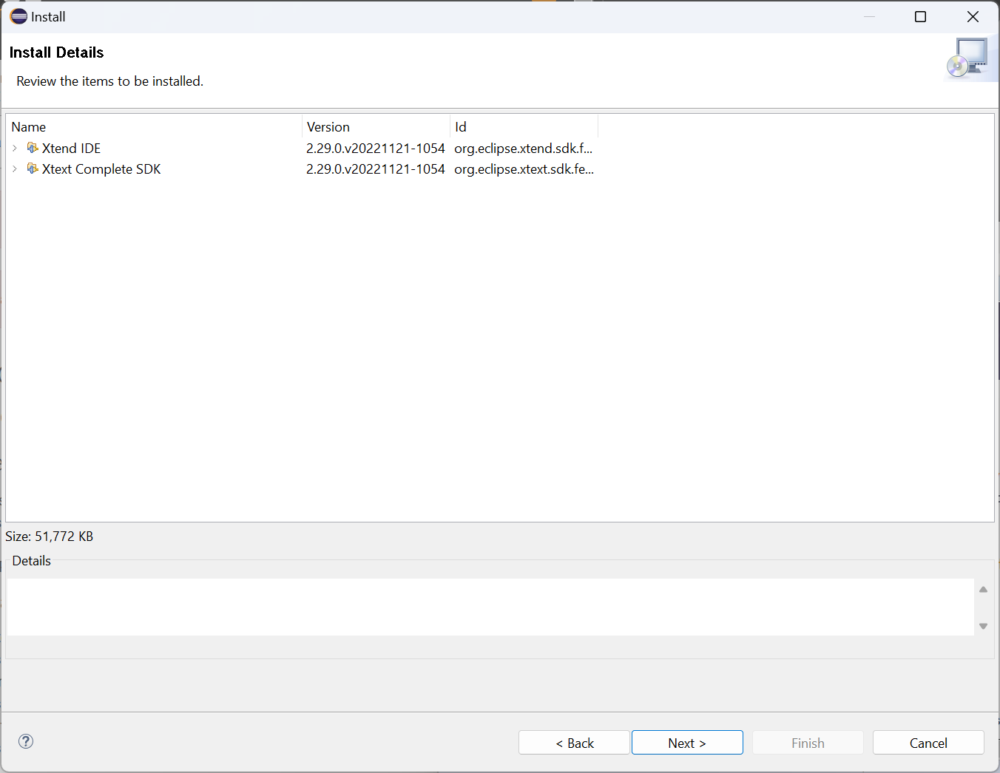 Install
Install Details
Review the items to be installed.
Name Version Id
Xtend IDE 2.29.0.v20221121-1054 org.eclipse.xtend.sdk.f...
Xtext Complete SDK 2.29.0.v20221121-1054 org.eclipse.xtext.sdk.fe...
Size: 51,772 KB
Details
? < Back Next > Finish Cancel